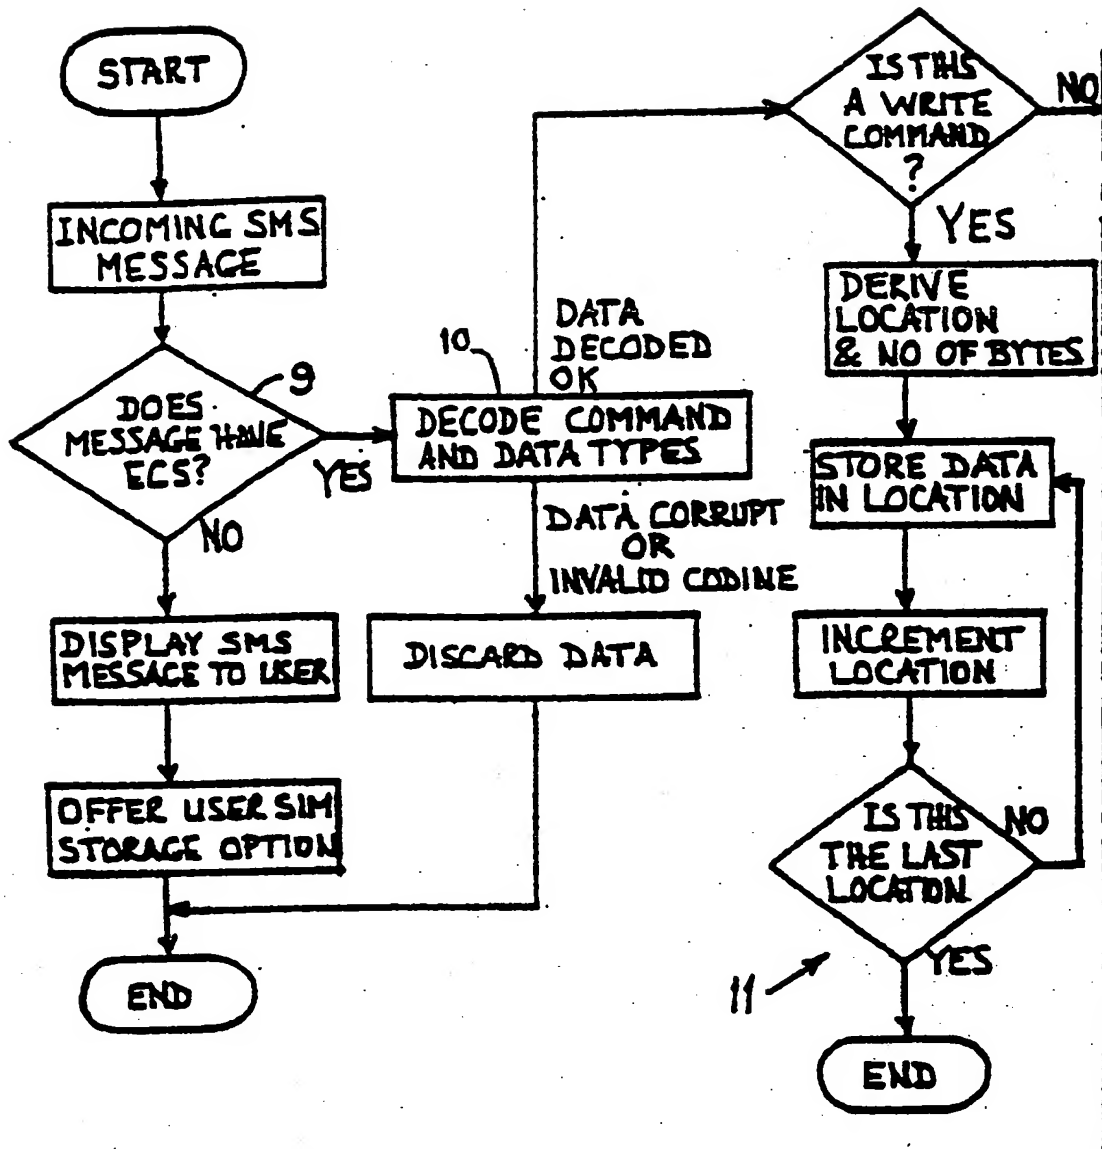 START
INCOMING SMS
MESSAGE
9
DOES
MESSAGE HAVE
ECS?
YES
NO
DISPLAY SMS
MESSAGE TO USER
OFFER USER SIM
STORAGE OPTION
END
10
DECODE COMMAND
AND DATA TYPES
DATA
DECODED
OK
DATA CORRUPT
OR
INVALID CODINE
DISCARD DATA
IS THIS
A WRITE
COMMAND
?
NO
YES
DERIVE
LOCATION
& NO OF BYTES
STORE DATA
IN LOCATION
INCREMENT
LOCATION
IS THIS
THE LAST
LOCATION
NO
YES
11
END